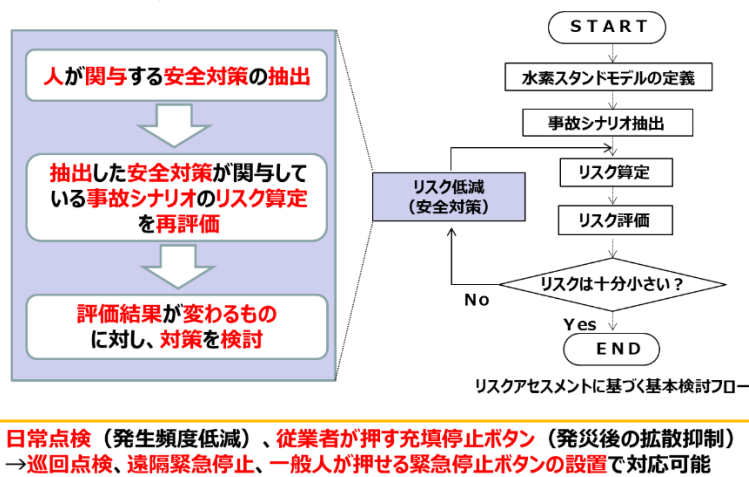 人が関与する安全対策の抽出
抽出した安全対策が関与して
いる事故シナリオのリスク算定
を再評価
評価結果が変わるもの
に対し、対策を検討
START
水素スタンドモデルの定義
事故シナリオ抽出
リスク算定
リスク評価
リスク低減
（安全対策）
リスクは十分小さい？
No
Yes
END
リスクアセスメントに基づく基本検討フロー
日常点検（発生頻度低減）、従業者が押す充填停止ボタン（発災後の拡散抑制）
→巡回点検、遠隔緊急停止、一般人が押せる緊急停止ボタンの設置で対応可能